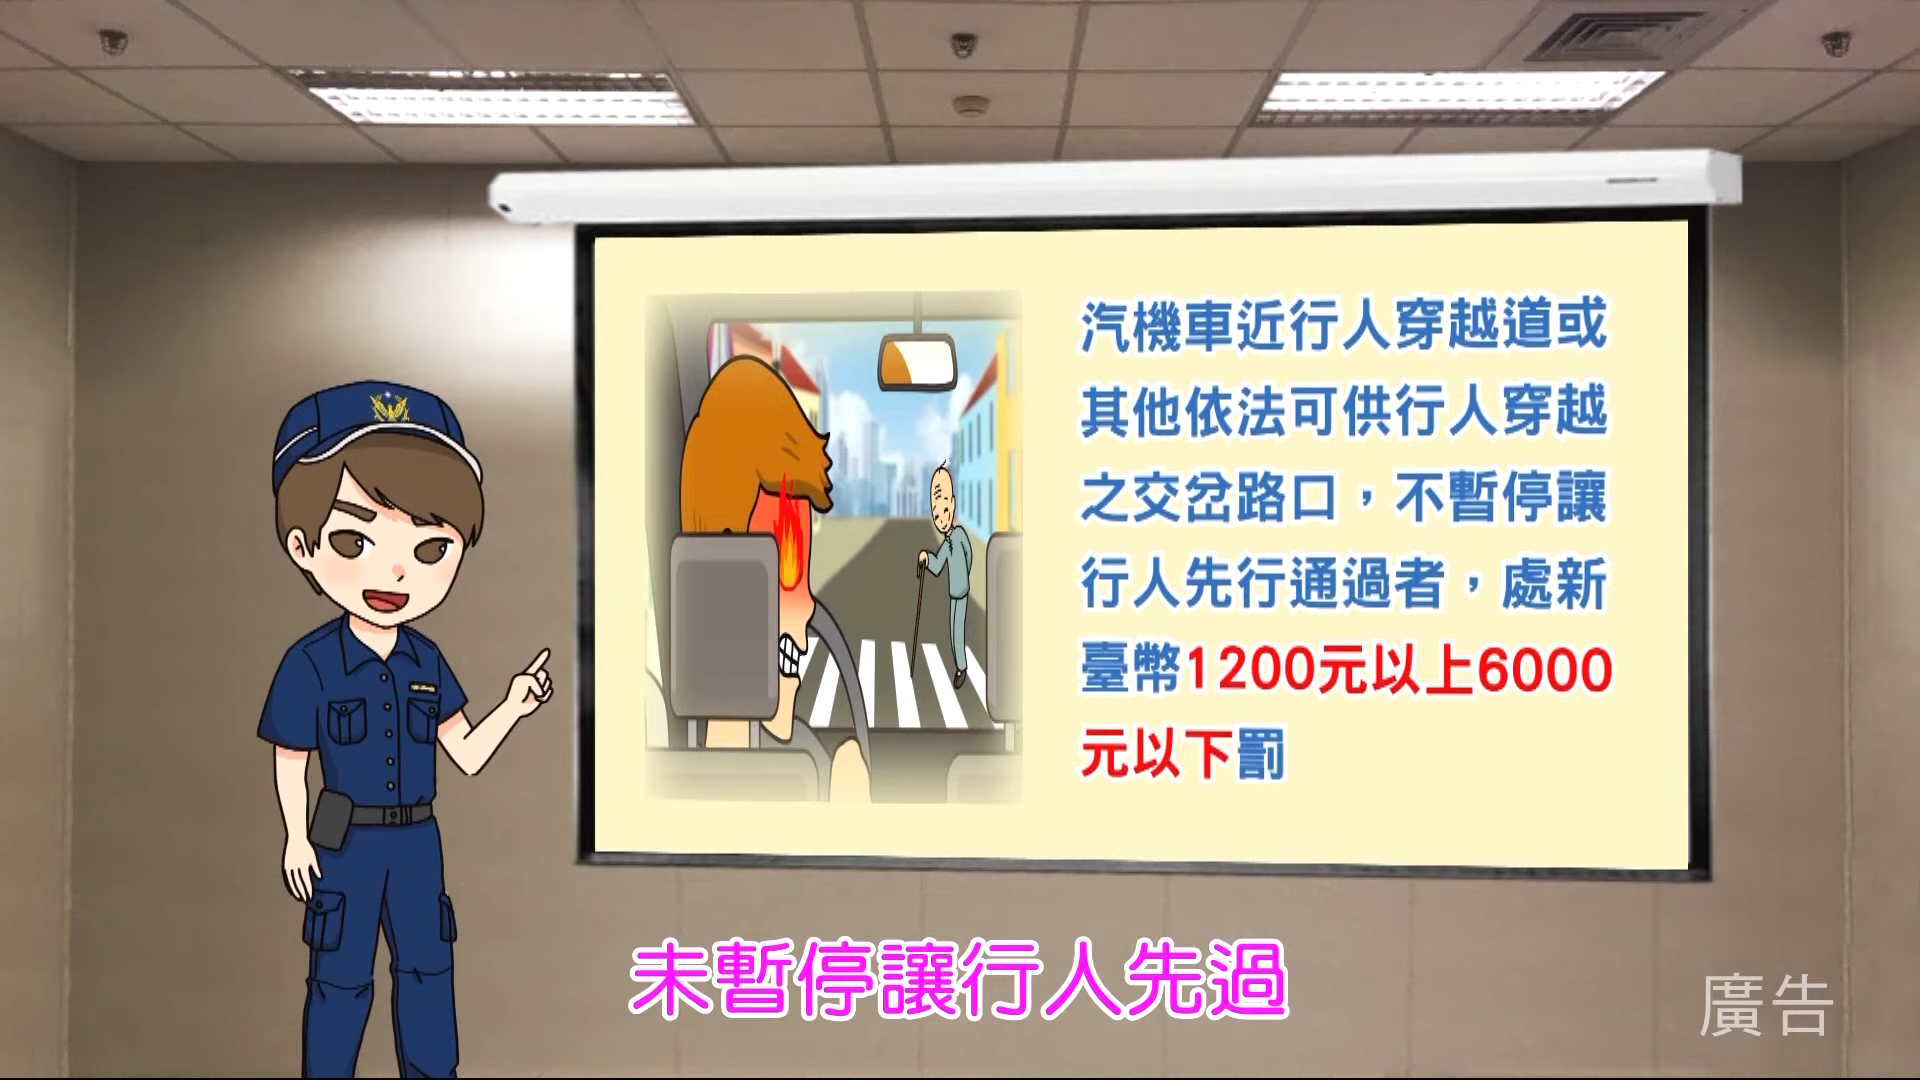 汽機車近行人穿越道或
其他依法可供行人穿越
之交岔路口，不暫停讓
行人先行通過者，處新
臺幣1200元以上6000
元以下罰
未暫停讓行人先過
廣告